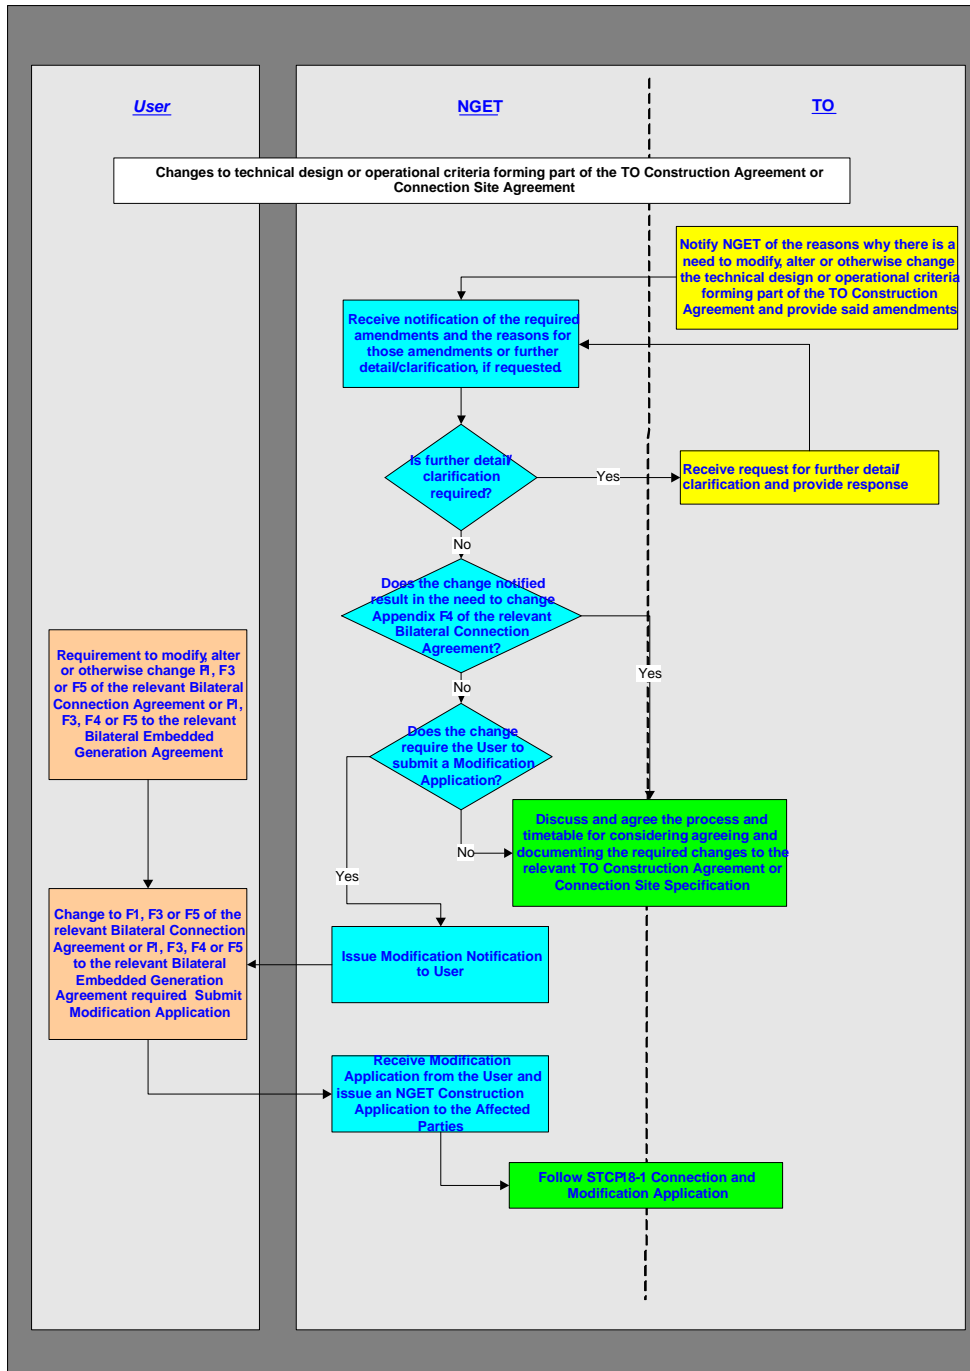 User
NGET
TO
Changes to technical design or operational criteria forming part of the TO Construction Agreement or
Connection Site Agreement
Notify NGET of the reasons why there is a
need to modify, alter or otherwise change
the technical design or operational criteria
forming part of the TO Construction
Agreement and provide said amendments
Receive notification of the required
amendments and the reasons for
those amendments or further
detail/clarification, if requested.
Is further detail/
clarification
required?
Yes
Receive request for further detail/
clarification and provide response
No
Does the change notified
result in the need to change
Appendix F4 of the relevant
Bilateral Connection
Agreement?
Yes
No
Requirement to modify, alter
or otherwise change F1, F3
or F5 of the relevant Bilateral
Connection Agreement or F1,
F3, F4 or F5 to the relevant
Bilateral Embedded
Generation Agreement
Does the change
require the User to
submit a Modification
Application?
No
Yes
Discuss and agree the process and
timetable for considering agreeing and
documenting the required changes to the
relevant TO Construction Agreement or
Connection Site Specification
Change to F1, F3 or F5 of the
relevant Bilateral Connection
Agreement or F1, F3, F4 or F5
to the relevant Bilateral
Embedded Generation
Agreement required. Submit
Modification Application
Issue Modification Notification
to User
Receive Modification
Application from the User and
issue an NGET Construction
Application to the Affected
Parties
Follow STCP18-1 Connection and
Modification Application